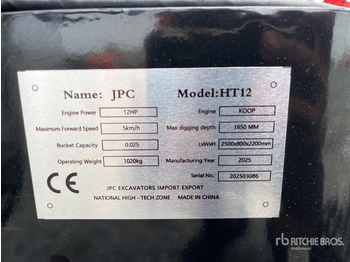 Name: JPC Model:HT12
Engine Power 12HP Engine KOOP
Maximum Forward Speed 5km/h Max digging depth 1650 MM
Bucket Capacity 0.025 LxWxH 2500x800x2200mm
Operating Weight 1020kg Manufacturing Year 2025
Serial No.: 202503086
CE
JPC EXCAVATORS IMPORT EXPORT
NATIONAL HIGH - TECH ZONE MADE IN CHINA
RITCHIE BROS.